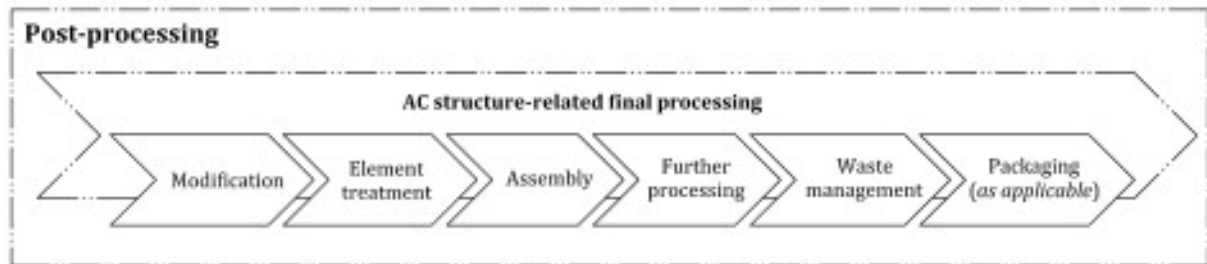 Post-processing
AC structure-related final processing
Modification
Element
treatment
Assembly
Further
processing
Waste
management
Packaging
(as applicable)